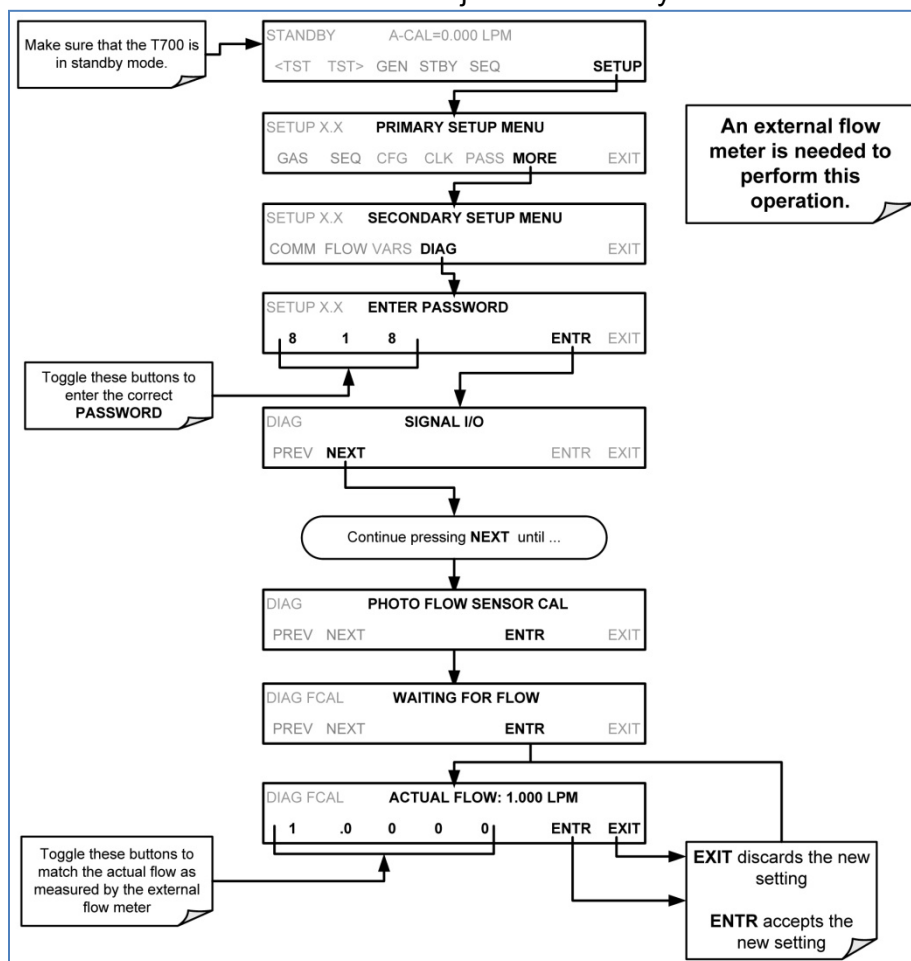 Make sure that the T700 is
in standby mode.
STANDBY A-CAL=0.000 LPM
<TST TST> GEN STBY SEQ SETUP
SETUP X.X PRIMARY SETUP MENU
GAS SEQ CFG CLK PASS MORE EXIT
An external flow
meter is needed to
perform this
operation.
SETUP X.X SECONDARY SETUP MENU
COMM FLOW VARS DIAG EXIT
SETUP X.X ENTER PASSWORD
8 1 8 ENTR EXIT
Toggle these buttons to
enter the correct
PASSWORD
DIAG SIGNAL I/O
PREV NEXT ENTR EXIT
Continue pressing NEXT until ...
DIAG PHOTO FLOW SENSOR CAL
PREV NEXT ENTR EXIT
DIAG FCAL WAITING FOR FLOW
PREV NEXT ENTR EXIT
DIAG FCAL ACTUAL FLOW: 1.000 LPM
1 .0 0 0 0 ENTR EXIT
Toggle these buttons to
match the actual flow as
measured by the external
flow meter
EXIT discards the new
setting
ENTR accepts the
new setting